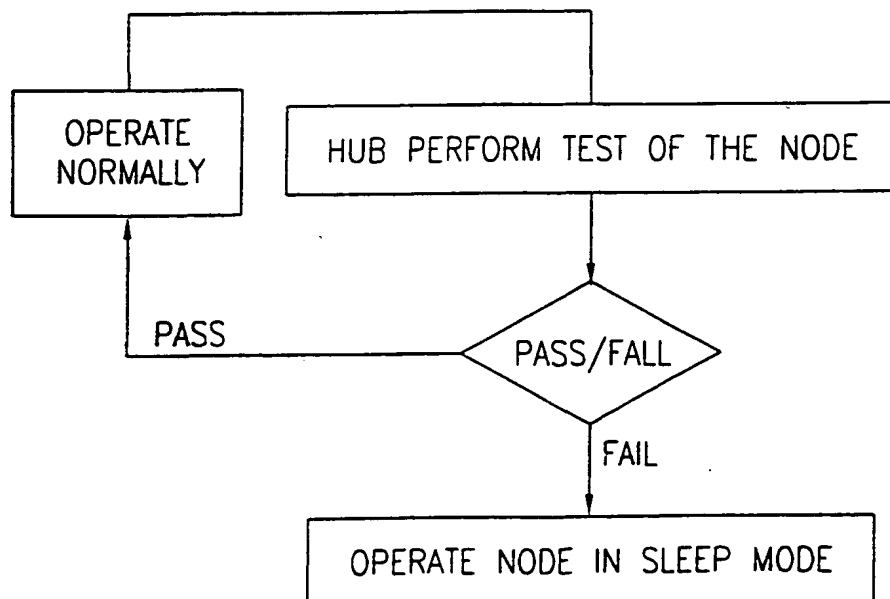 OPERATE
NORMALLY
HUB PERFORM TEST OF THE NODE
PASS
PASS/FALL
FAIL
OPERATE NODE IN SLEEP MODE